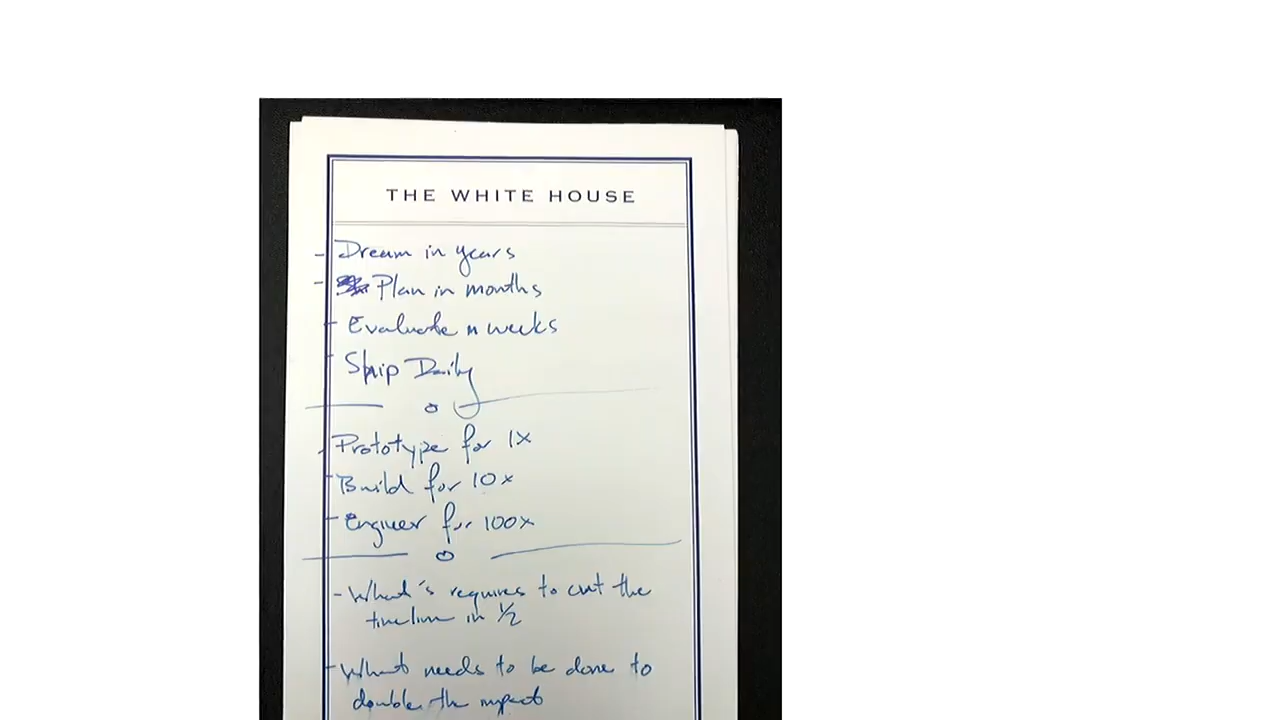 THE WHITE HOUSE
- Dream in years
- Plan in months
- Evaluate in weeks
- Ship Daily
- Prototype for 1x
- Build for 10x
- Engineer for 100x
- What's requires to cut the
timeline in 1/2
- What needs to be done to
double the impact